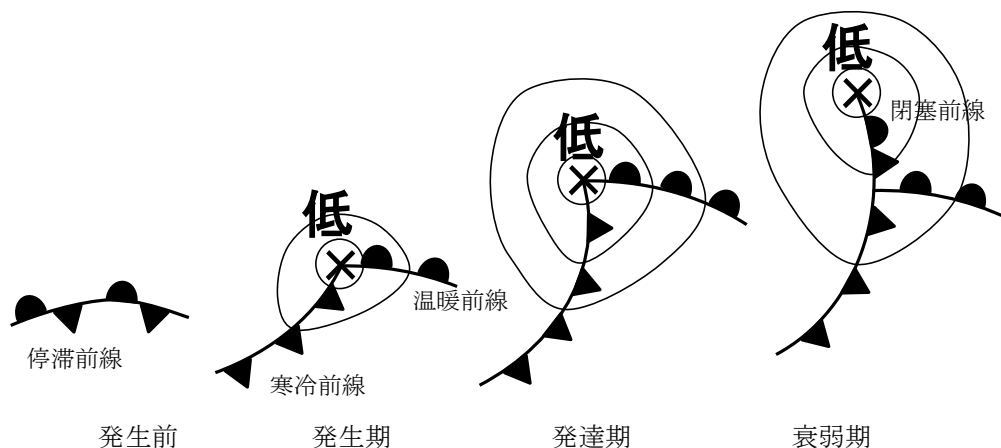 低
低
低
閉塞前線
温暖前線
停滞前線
寒冷前線
発生前
発生期
発達期
衰弱期